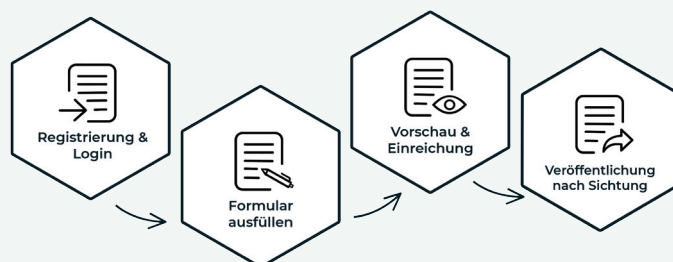 Registrierung &
Login
Formular
ausfüllen
Vorschau &
Einreichung
Veröffentlichung
nach Sichtung